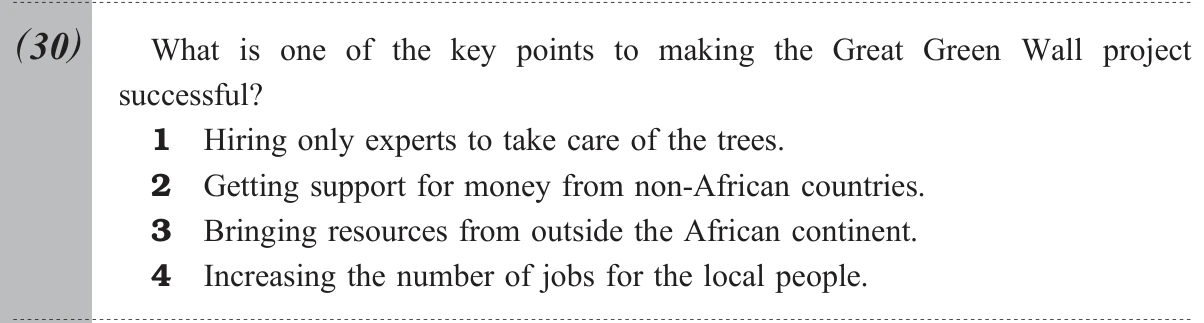 (30) What is one of the key points to making the Great Green Wall project
successful?
1 Hiring only experts to take care of the trees.
2 Getting support for money from non-African countries.
3 Bringing resources from outside the African continent.
4 Increasing the number of jobs for the local people.